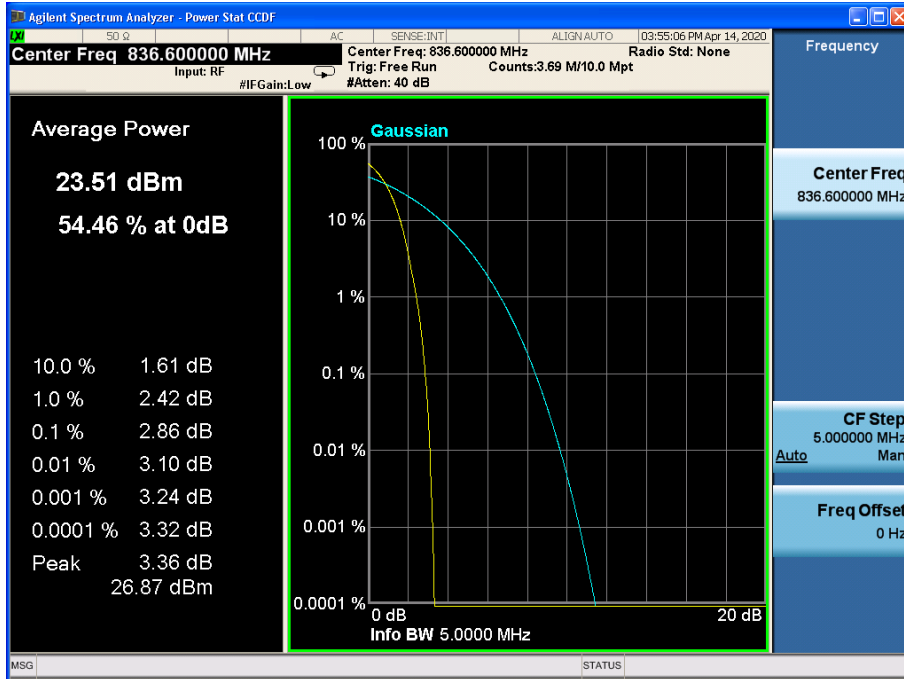 Agilent Spectrum Analyzer - Power Stat CCDF
LXI 50 Ω AC SENSE:INT ALIGN AUTO 03:55:06 PM Apr 14, 2020
Center Freq 836.600000 MHz
Input: RF
#IFGain:Low
Center Freq: 836.600000 MHz Radio Std: None
Trig: Free Run Counts:3.69 M/10.0 Mpt
#Atten: 40 dB
Average Power
23.51 dBm
54.46 % at 0dB
10.0 % 1.61 dB
1.0 % 2.42 dB
0.1 % 2.86 dB
0.01 % 3.10 dB
0.001 % 3.24 dB
0.0001 % 3.32 dB
Peak 3.36 dB
26.87 dBm
Gaussian
100 %
10 %
1 %
0.1 %
0.01 %
0.001 %
0.0001 %
0 dB 20 dB
Info BW 5.0000 MHz
Frequency
Center Freq
836.600000 MHz
CF Step
5.000000 MHz
Auto Man
Freq Offset
0 Hz
MSG STATUS